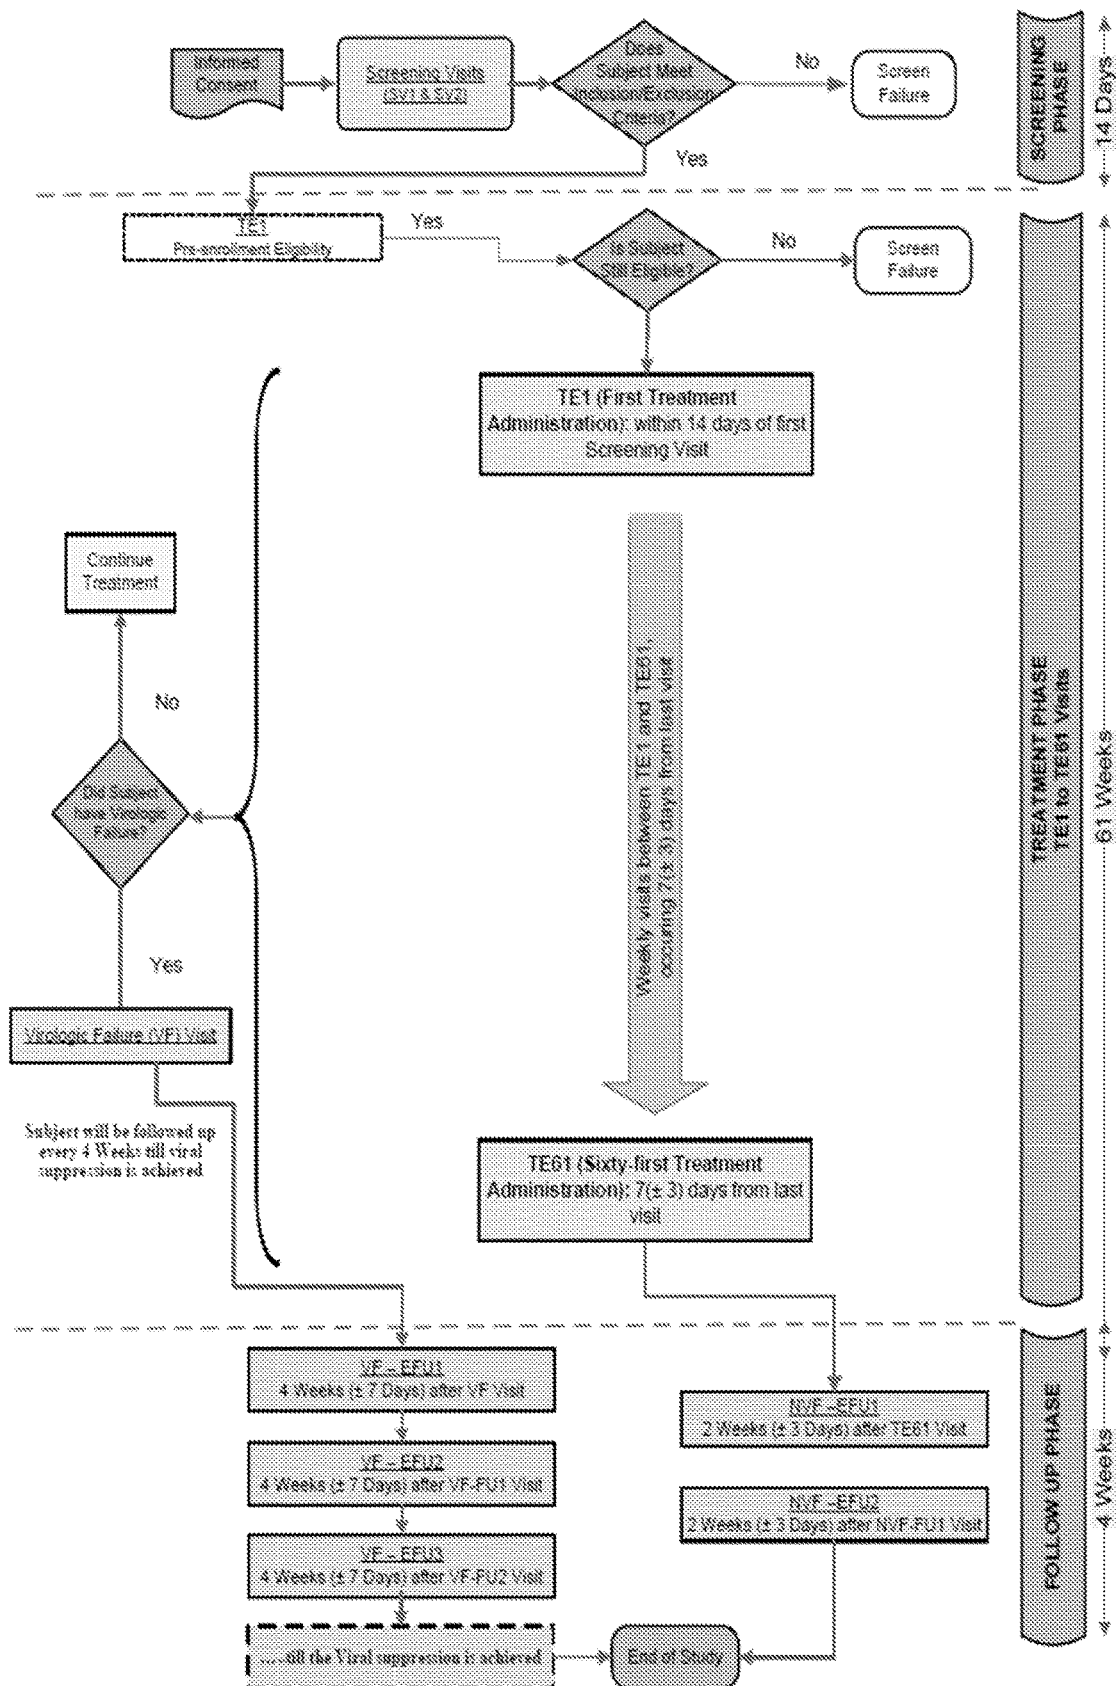 Informed
Consent
Screening Visits
(SV1 & SV2)
Does
Subject Meet
Inclusion/Exclusion
Criteria?
No
Screen
Failure
Yes
SCREENING
PHASE
14 Days
TE1
Pre-enrollment Eligibility
Yes
Is Subject
Still Eligible?
No
Screen
Failure
TE1 (First Treatment
Administration): within 14 days of first
Screening Visit
Continue
Treatment
No
Did Subject
have Virologic
Failure?
Yes
Virologic Failure (VF) Visit
Subject will be followed up
every 4 Weeks till viral
suppression is achieved
Weekly visits between TE1 and TE61,
occuring 7(± 3) days from last visit
TE61 (Sixty-first Treatment
Administration): 7(± 3) days from last
visit
TREATMENT PHASE
TE1 to TE61 Visits
61 Weeks
VF – EFU1
4 Weeks (± 7 Days) after VF Visit
VF – EFU2
4 Weeks (± 7 Days) after VF-FU1 Visit
VF – EFU3
4 Weeks (± 7 Days) after VF-FU2 Visit
.....till the Viral suppression is achieved
NVF –EFU1
2 Weeks (± 3 Days) after TE61 Visit
NVF –EFU2
2 Weeks (± 3 Days) after NVF-FU1 Visit
End of Study
FOLLOW UP PHASE
4 Weeks